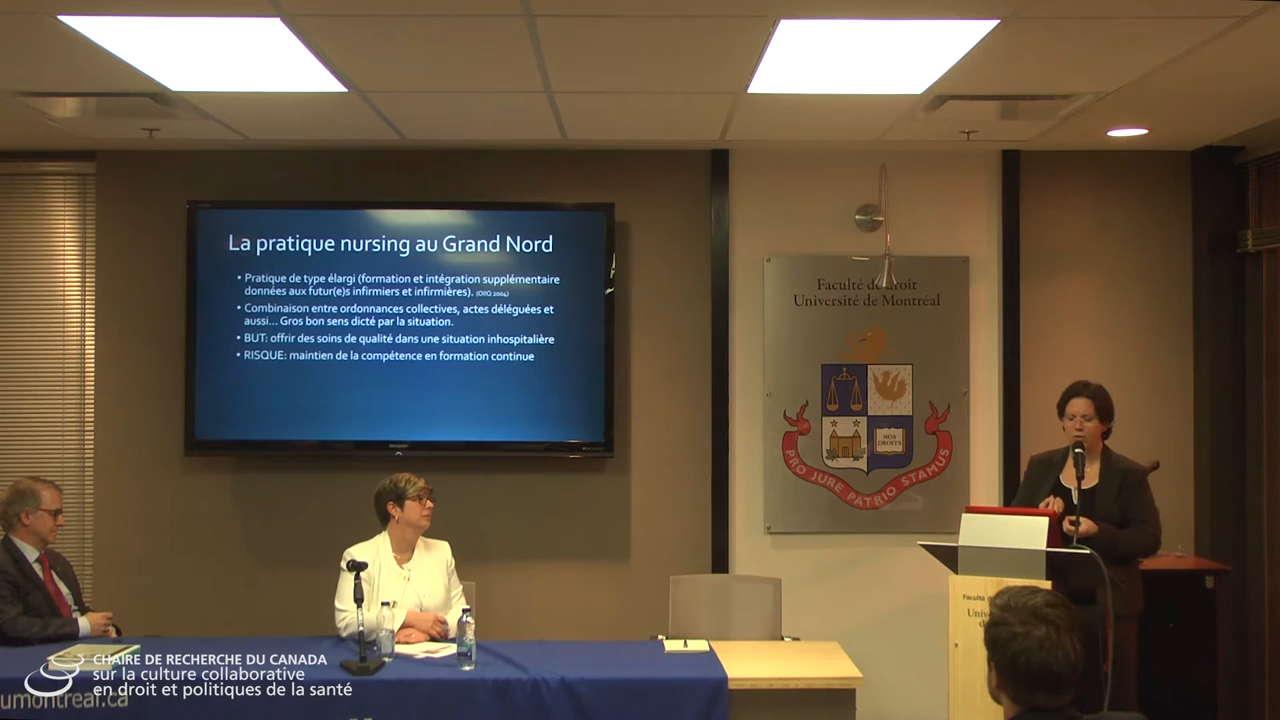 La pratique nursing au Grand Nord
• Pratique de type élargi (formation et intégration supplémentaire
données aux futur(e)s infirmiers et infirmières). (OIIQ 2004)
• Combinaison entre ordonnances collectives, actes déléguées et
aussi... Gros bon sens dicté par la situation.
• BUT: offrir des soins de qualité dans une situation inhospitalière
• RISQUE: maintien de la compétence en formation continue
Faculté de Droit
Université de Montréal
NOS
DROITS
PRO JURE PATRIO STAMUS
Faculté d
Univ
d
CHAIRE DE RECHERCHE DU CANADA
sur la culture collaborative
en droit et politiques de la santé
umontreal.ca